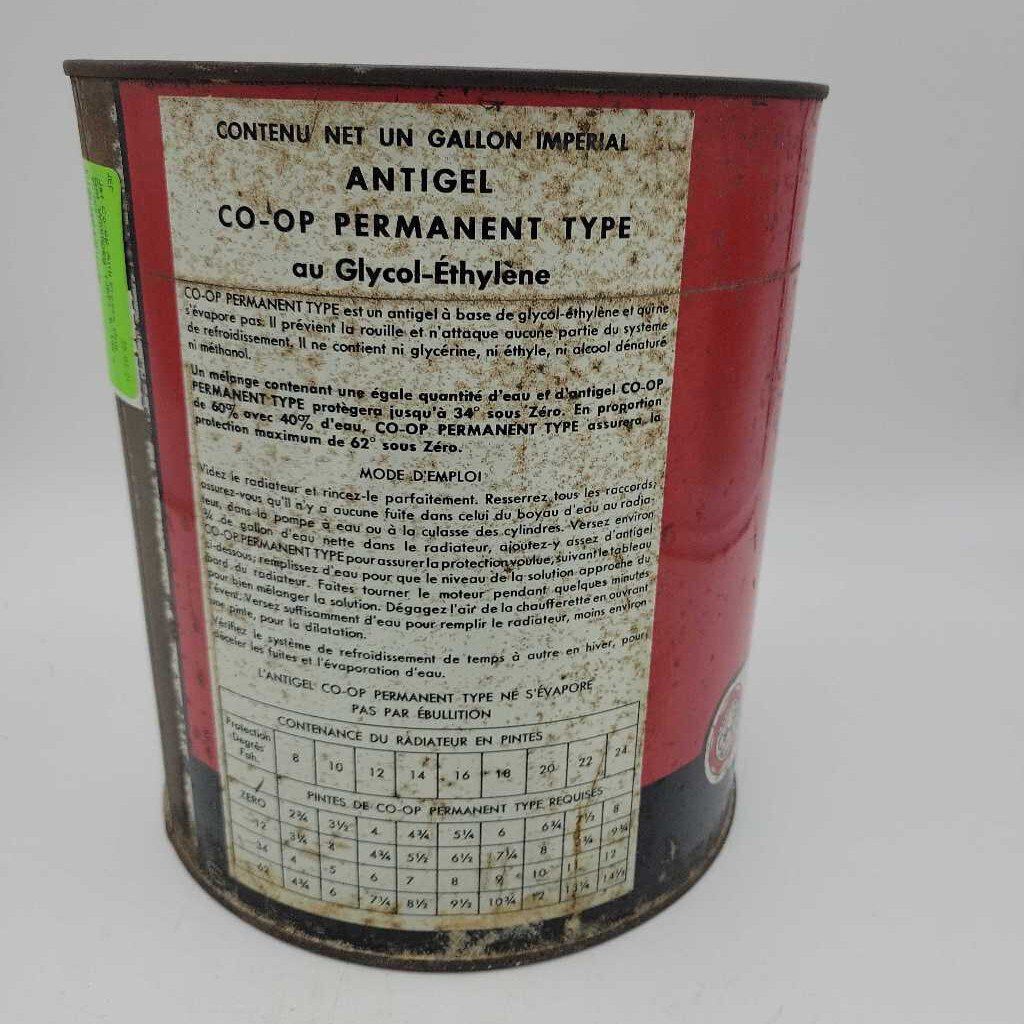 CONTENU NET UN GALLON IMPÉRIAL
ANTIGEL
CO-OP PERMANENT TYPE
au Glycol-Éthylène
CO-OP PERMANENT TYPE est un antigel à base de glycol-éthylène et qui ne
s'évapore pas. Il prévient la rouille et n'attaque aucune partie du système
de refroidissement. Il ne contient ni glycérine, ni éthyle, ni alcool dénaturé
ni méthanol.
Un mélange contenant une égale quantité d'eau et d'antigel CO-OP
PERMANENT TYPE protègera jusqu'à 34° sous Zéro. En proportion
de 60% avec 40% d'eau, CO-OP PERMANENT TYPE assurera la
protection maximum de 62° sous Zéro.
MODE D'EMPLOI
Videz le radiateur et rincez-le parfaitement. Resserrez tous les raccords;
assurez-vous qu'il n'y a aucune fuite dans celui du boyau d'eau au radia-
teur, dans la pompe à eau ou à la culasse des cylindres. Versez environ
de gallon d'eau nette dans le radiateur, ajoutez-y assez d'antigel
CO-OP PERMANENT TYPE pour assurer la protection voulue, suivant le tableau
ci-dessous, remplissez d'eau pour que le niveau de la solution approche du
bord du radiateur. Faites tourner le moteur pendant quelques minutes
pour bien mélanger la solution. Dégagez l'air de la chaufferette en ouvrant
l'évent. Versez suffisamment d'eau pour remplir le radiateur, moins environ
une pinte, pour la dilatation.
Vérifiez le système de refroidissement de temps à autre en hiver, pour
déceler les fuites et l'évaporation d'eau.
L'ANTIGEL CO-OP PERMANENT TYPE NE S'ÉVAPORE
PAS PAR ÉBULLITION
Protection Degrés Fah. CONTENANCE DU RADIATEUR EN PINTES
8 10 12 14 16 18 20 22 24
PINTES DE CO-OP PERMANENT TYPE REQUISES
ZERO 2¾ 3½ 4 4¾ 5¼ 6 6¾ 7½ 8
12 3¼ 4 4¾ 5½ 6½ 7¼ 8 9¾
34 4 5 6 7 8 9 10 11 12
62 4¾ 6 7¼ 8½ 9½ 10¾ 12 13¼ 14½